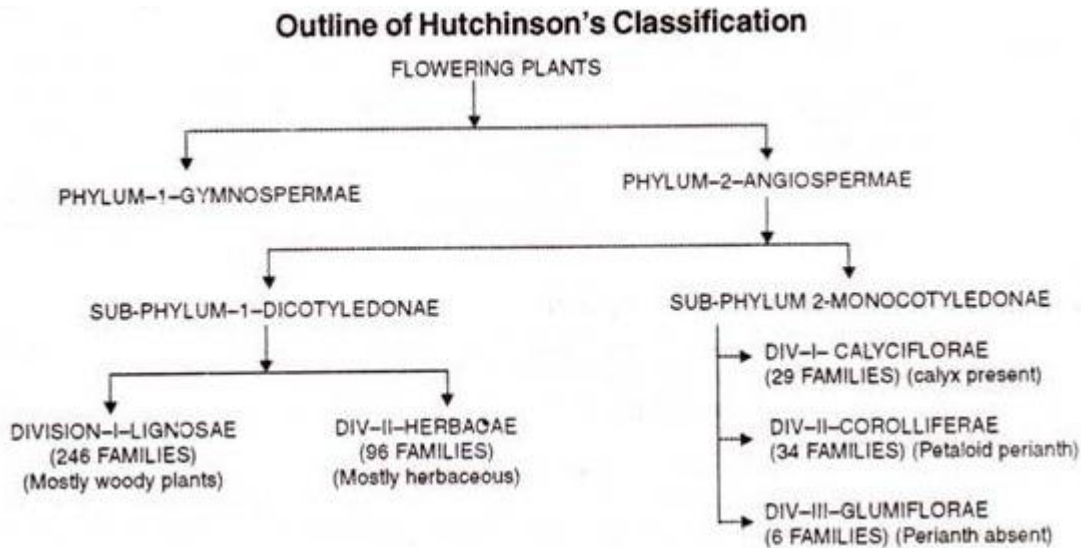 Outline of Hutchinson's Classification
FLOWERING PLANTS
PHYLUM-1-GYMNOSPERMAE
PHYLUM-2-ANGIOSPERMAE
SUB-PHYLUM-1-DICOTYLEDONAE
SUB-PHYLUM 2-MONOCOTYLEDONAE
DIVISION-I-LIGNOSAE
(246 FAMILIES)
(Mostly woody plants)
DIV-II-HERBACAE
(96 FAMILIES)
(Mostly herbaceous)
DIV-I- CALYCIFLORAE
(29 FAMILIES) (calyx present)
DIV-II-COROLLIFERAE
(34 FAMILIES) (Petaloid perianth)
DIV-III-GLUMIFLORAE
(6 FAMILIES) (Perianth absent)